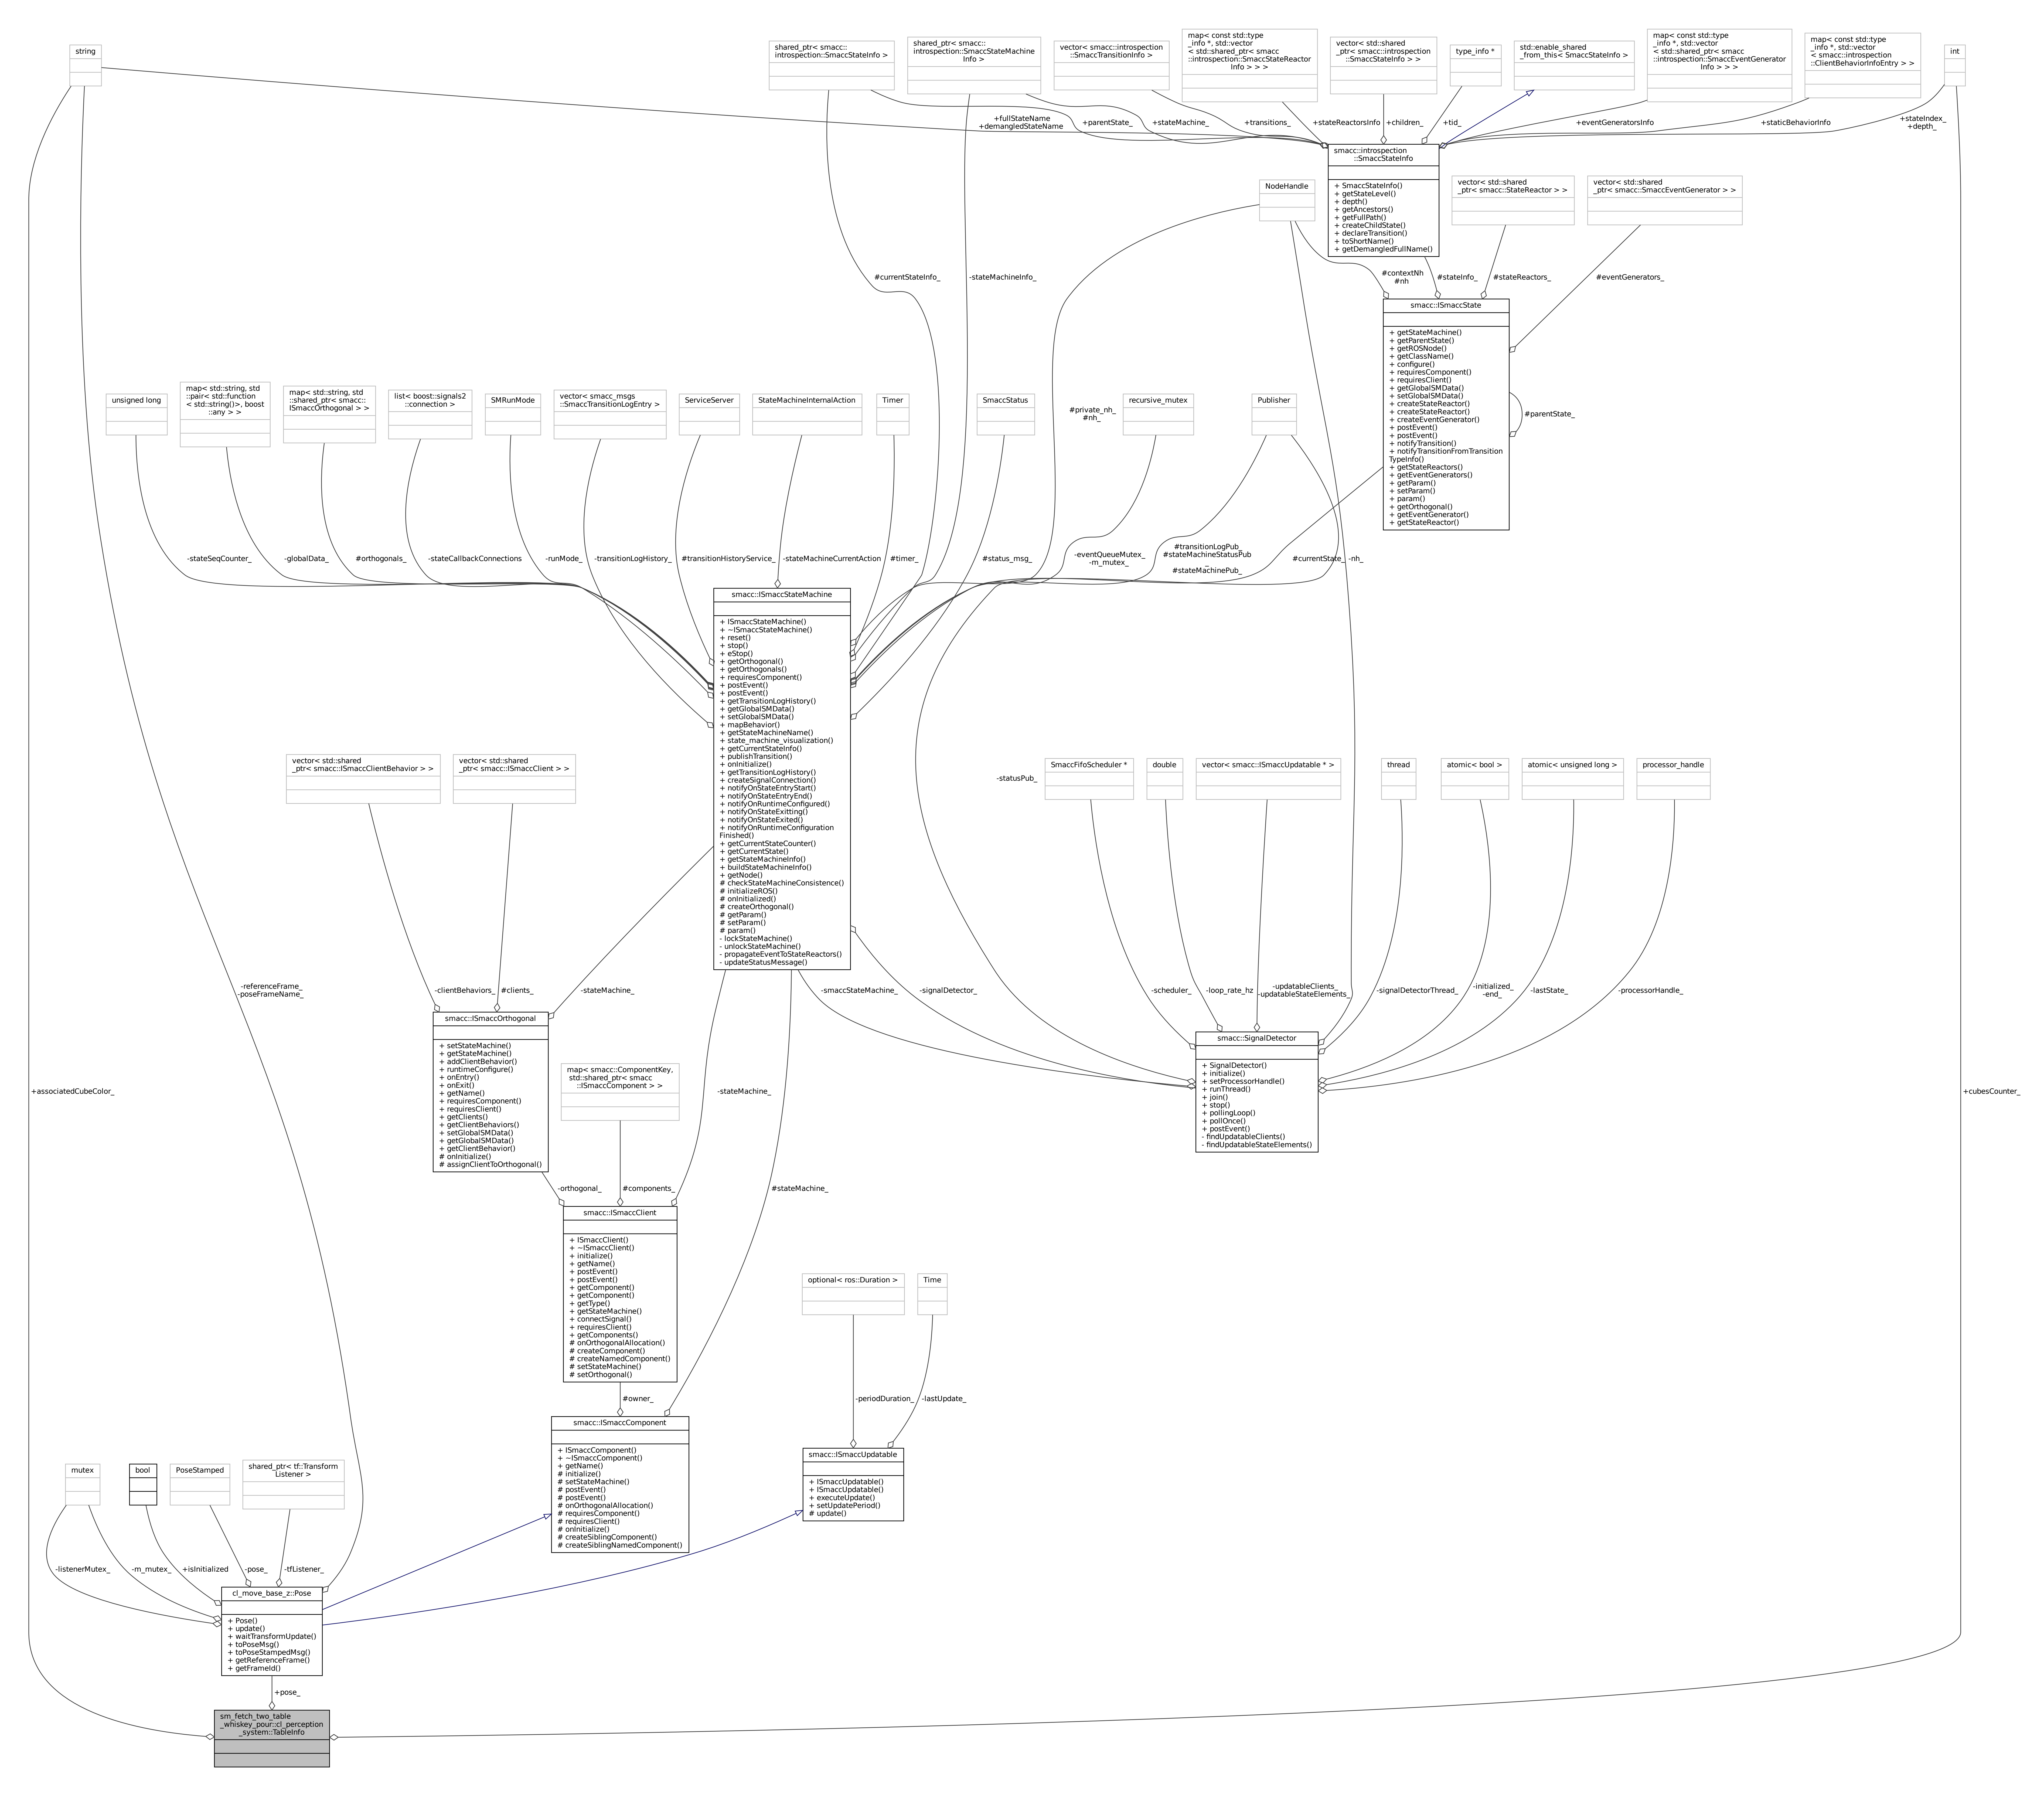 string
shared_ptr< smacc::
introspection::SmaccStateInfo >
shared_ptr< smacc::
introspection::SmaccStateMachine
Info >
vector< smacc::introspection
::SmaccTransitionInfo >
map< const std::type
_info *, std::vector
< std::shared_ptr< smacc
::introspection::SmaccStateReactor
Info > > >
vector< std::shared
_ptr< smacc::introspection
::SmaccStateInfo > >
type_info *
std::enable_shared
_from_this< SmaccStateInfo >
map< const std::type
_info *, std::vector
< std::shared_ptr< smacc
::introspection::SmaccEventGenerator
Info > > >
map< const std::type
_info *, std::vector
< smacc::introspection
::ClientBehaviorInfoEntry > >
int
+fullStateName
+demangledStateName
+parentState_
+stateMachine_
+transitions_
+stateReactorsInfo
+children_
+tid_
+eventGeneratorsInfo
+staticBehaviorInfo
+stateIndex_
+depth_
smacc::introspection
::SmaccStateInfo
+ SmaccStateInfo()
+ getStateLevel()
+ depth()
+ getAncestors()
+ getFullPath()
+ createChildState()
+ declareTransition()
+ toShortName()
+ getDemangledFullName()
NodeHandle
vector< std::shared
_ptr< smacc::StateReactor > >
vector< std::shared
_ptr< smacc::SmaccEventGenerator > >
#currentStateInfo_
-stateMachineInfo_
#contextNh
#nh
#stateInfo_
#stateReactors_
#eventGenerators_
smacc::ISmaccState
+ getStateMachine()
+ getParentState()
+ getROSNode()
+ getClassName()
+ configure()
+ requiresComponent()
+ requiresClient()
+ getGlobalSMData()
+ setGlobalSMData()
+ createStateReactor()
+ createStateReactor()
+ createEventGenerator()
+ postEvent()
+ postEvent()
+ notifyTransition()
+ notifyTransitionFromTransition
TypeInfo()
+ getStateReactors()
+ getEventGenerators()
+ getParam()
+ setParam()
+ param()
+ getOrthogonal()
+ getEventGenerator()
+ getStateReactor()
#parentState_
unsigned long
map< std::string, std
::pair< std::function
< std::string()>, boost
::any > >
map< std::string, std
::shared_ptr< smacc::
ISmaccOrthogonal > >
list< boost::signals2
::connection >
SMRunMode
vector< smacc_msgs
::SmaccTransitionLogEntry >
ServiceServer
StateMachineInternalAction
Timer
SmaccStatus
#private_nh_
#nh_
recursive_mutex
Publisher
-stateSeqCounter_
-globalData_
#orthogonals_
-stateCallbackConnections
-runMode_
-transitionLogHistory_
#transitionHistoryService_
-stateMachineCurrentAction
#timer_
#status_msg_
-eventQueueMutex_
-m_mutex_
#transitionLogPub_
#stateMachineStatusPub
_
#stateMachinePub_
#currentState_
-nh_
smacc::ISmaccStateMachine
+ ISmaccStateMachine()
+ ~ISmaccStateMachine()
+ reset()
+ stop()
+ eStop()
+ getOrthogonal()
+ getOrthogonals()
+ requiresComponent()
+ postEvent()
+ postEvent()
+ getTransitionLogHistory()
+ getGlobalSMData()
+ setGlobalSMData()
+ mapBehavior()
+ getStateMachineName()
+ state_machine_visualization()
+ getCurrentStateInfo()
+ publishTransition()
+ onInitialize()
+ getTransitionLogHistory()
+ createSignalConnection()
+ notifyOnStateEntryStart()
+ notifyOnStateEntryEnd()
+ notifyOnRuntimeConfigured()
+ notifyOnStateExitting()
+ notifyOnStateExited()
+ notifyOnRuntimeConfiguration
Finished()
+ getCurrentStateCounter()
+ getCurrentState()
+ getStateMachineInfo()
+ buildStateMachineInfo()
+ getNode()
# checkStateMachineConsistence()
# initializeROS()
# onInitialized()
# createOrthogonal()
# getParam()
# setParam()
# param()
- lockStateMachine()
- unlockStateMachine()
- propagateEventToStateReactors()
- updateStatusMessage()
vector< std::shared
_ptr< smacc::ISmaccClientBehavior > >
vector< std::shared
_ptr< smacc::ISmaccClient > >
-statusPub_
SmaccFifoScheduler *
double
vector< smacc::ISmaccUpdatable * >
thread
atomic< bool >
atomic< unsigned long >
processor_handle
-referenceFrame_
-poseFrameName_
-clientBehaviors_
#clients_
-stateMachine_
-smaccStateMachine_
-signalDetector_
-scheduler_
-loop_rate_hz
-updatableClients_
-updatableStateElements_
-signalDetectorThread_
-initialized_
-end_
-lastState_
-processorHandle_
smacc::ISmaccOrthogonal
+ setStateMachine()
+ getStateMachine()
+ addClientBehavior()
+ runtimeConfigure()
+ onEntry()
+ onExit()
+ getName()
+ requiresComponent()
+ requiresClient()
+ getClients()
+ getClientBehaviors()
+ setGlobalSMData()
+ getGlobalSMData()
+ getClientBehavior()
# onInitialize()
# assignClientToOrthogonal()
smacc::SignalDetector
+ SignalDetector()
+ initialize()
+ setProcessorHandle()
+ runThread()
+ join()
+ stop()
+ pollingLoop()
+ pollOnce()
+ postEvent()
- findUpdatableClients()
- findUpdatableStateElements()
+associatedCubeColor_
map< smacc::ComponentKey,
std::shared_ptr< smacc
::ISmaccComponent > >
-stateMachine_
+cubesCounter_
-orthogonal_
#components_
#stateMachine_
smacc::ISmaccClient
+ ISmaccClient()
+ ~ISmaccClient()
+ initialize()
+ getName()
+ postEvent()
+ postEvent()
+ getComponent()
+ getComponent()
+ getType()
+ getStateMachine()
+ connectSignal()
+ requiresClient()
+ getComponents()
# onOrthogonalAllocation()
# createComponent()
# createNamedComponent()
# setStateMachine()
# setOrthogonal()
optional< ros::Duration >
Time
#owner_
-periodDuration_
-lastUpdate_
smacc::ISmaccComponent
+ ISmaccComponent()
+ ~ISmaccComponent()
+ getName()
# initialize()
# setStateMachine()
# postEvent()
# postEvent()
# onOrthogonalAllocation()
# requiresComponent()
# requiresClient()
# onInitialize()
# createSiblingComponent()
# createSiblingNamedComponent()
smacc::ISmaccUpdatable
+ ISmaccUpdatable()
+ ISmaccUpdatable()
+ executeUpdate()
+ setUpdatePeriod()
# update()
mutex
bool
PoseStamped
shared_ptr< tf::Transform
Listener >
-listenerMutex_
-m_mutex_
+isInitialized
-pose_
-tfListener_
cl_move_base_z::Pose
+ Pose()
+ update()
+ waitTransformUpdate()
+ toPoseMsg()
+ toPoseStampedMsg()
+ getReferenceFrame()
+ getFrameId()
+pose_
sm_fetch_two_table
_whiskey_pour::cl_perception
_system::TableInfo